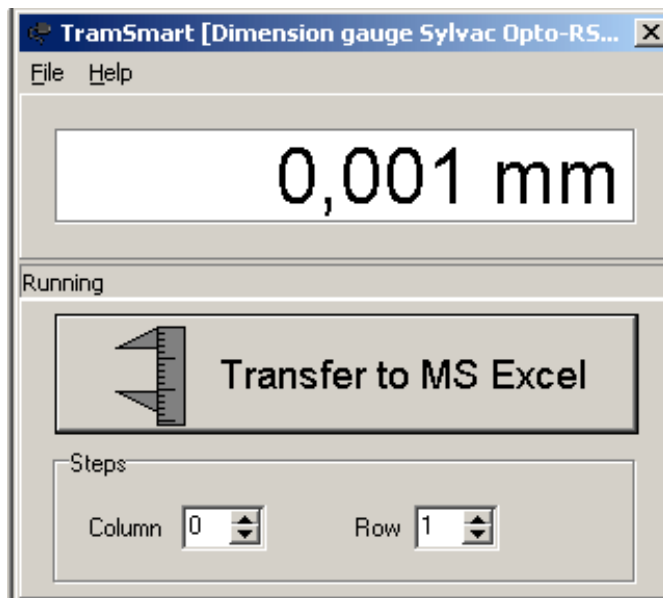 TramSmart [Dimension gauge Sylvac Opto-RS...
File Help
0,001 mm
Running
Transfer to MS Excel
Steps
Column 0 Row 1